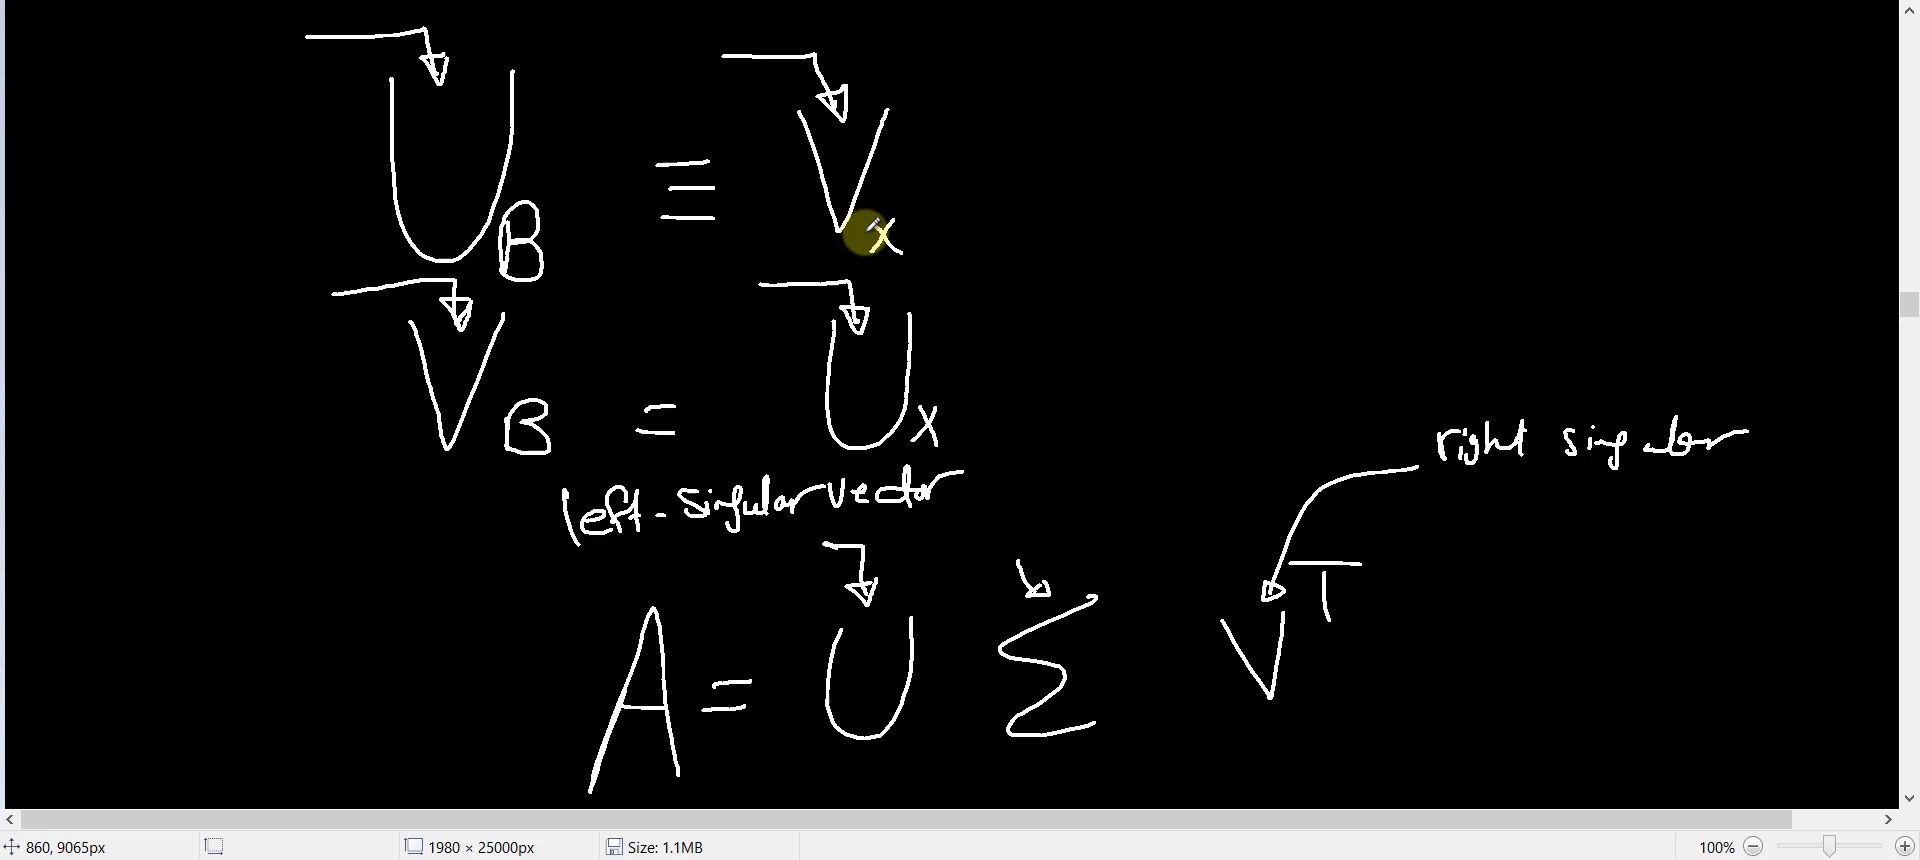 U_B ≡ V_x
V_B = U_x
left-singular vector
right singular
A = U Σ V^T
860, 9065px
1980 × 25000px
Size: 1.1MB
100%